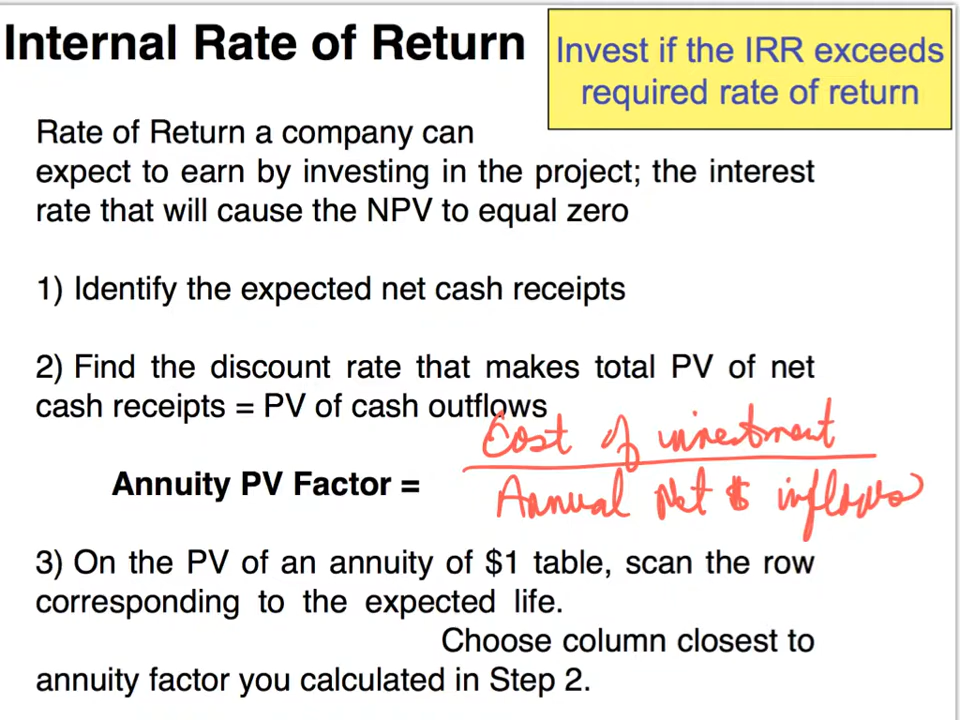 Internal Rate of Return
Invest if the IRR exceeds
required rate of return
Rate of Return a company can
expect to earn by investing in the project; the interest
rate that will cause the NPV to equal zero
1) Identify the expected net cash receipts
2) Find the discount rate that makes total PV of net
cash receipts = PV of cash outflows
Cost of investment
Annuity PV Factor =
Annual Net $ inflows
3) On the PV of an annuity of $1 table, scan the row
corresponding to the expected life.
Choose column closest to
annuity factor you calculated in Step 2.